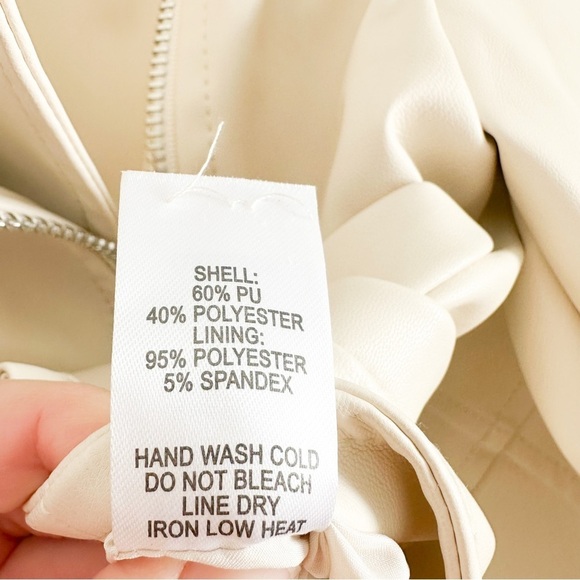 SHELL:
60% PU
40% POLYESTER
LINING:
95% POLYESTER
5% SPANDEX
HAND WASH COLD
DO NOT BLEACH
LINE DRY
IRON LOW HEAT